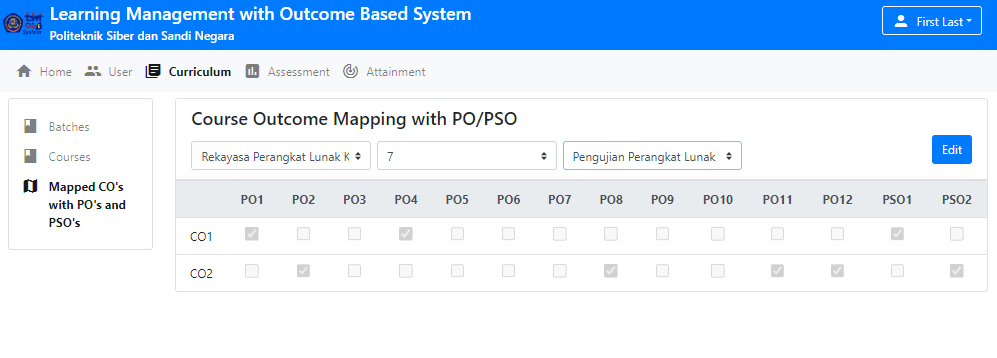 Learning Management with Outcome Based System
Politeknik Siber dan Sandi Negara
First Last
Home User Curriculum Assessment Attainment
Batches
Courses
Mapped CO's
with PO's and
PSO's
Course Outcome Mapping with PO/PSO
Rekayasa Perangkat Lunak K 7 Pengujian Perangkat Lunak Edit
PO1 PO2 PO3 PO4 PO5 PO6 PO7 PO8 PO9 PO10 PO11 PO12 PSO1 PSO2
CO1
CO2